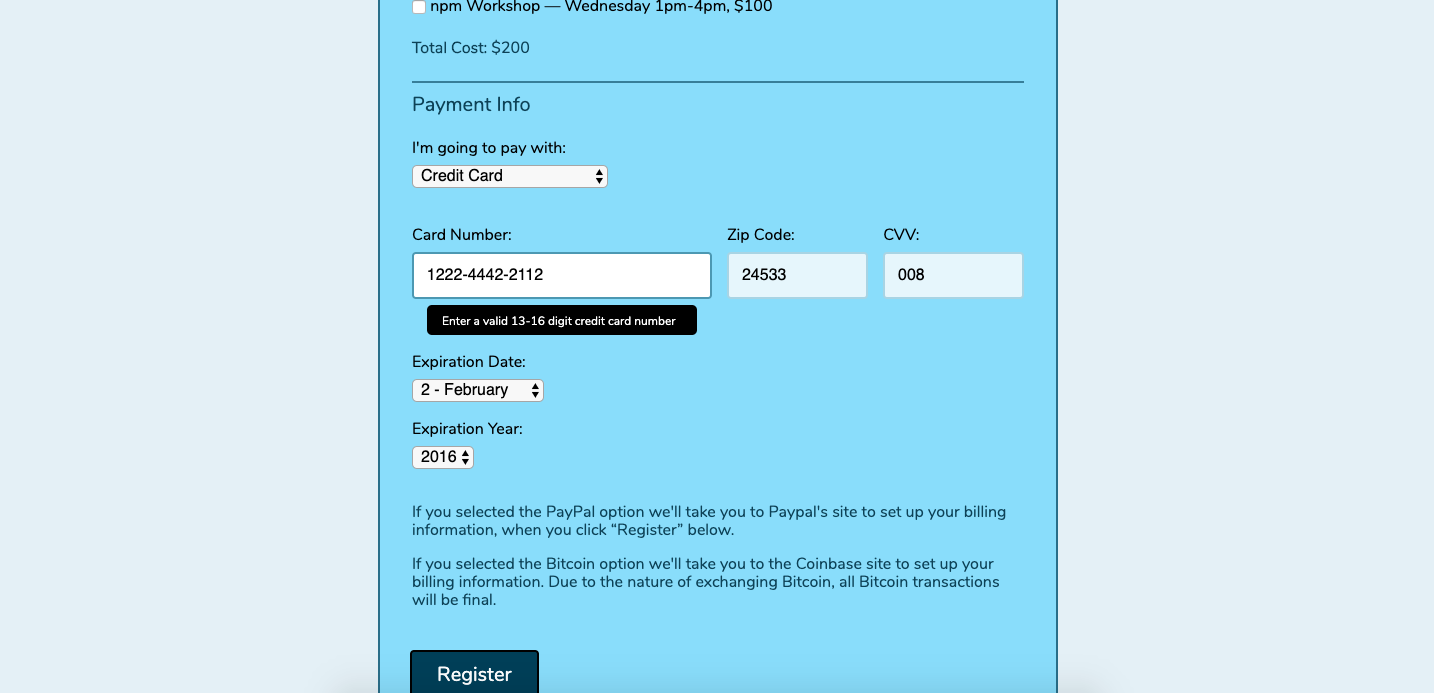 npm Workshop — Wednesday 1pm-4pm, $100
Total Cost: $200
Payment Info
I'm going to pay with:
Credit Card
Card Number:
Zip Code:
CVV:
1222-4442-2112
24533
008
Enter a valid 13-16 digit credit card number
Expiration Date:
2 - February
Expiration Year:
2016
If you selected the PayPal option we'll take you to Paypal's site to set up your billing
information, when you click “Register” below.
If you selected the Bitcoin option we'll take you to the Coinbase site to set up your
billing information. Due to the nature of exchanging Bitcoin, all Bitcoin transactions
will be final.
Register